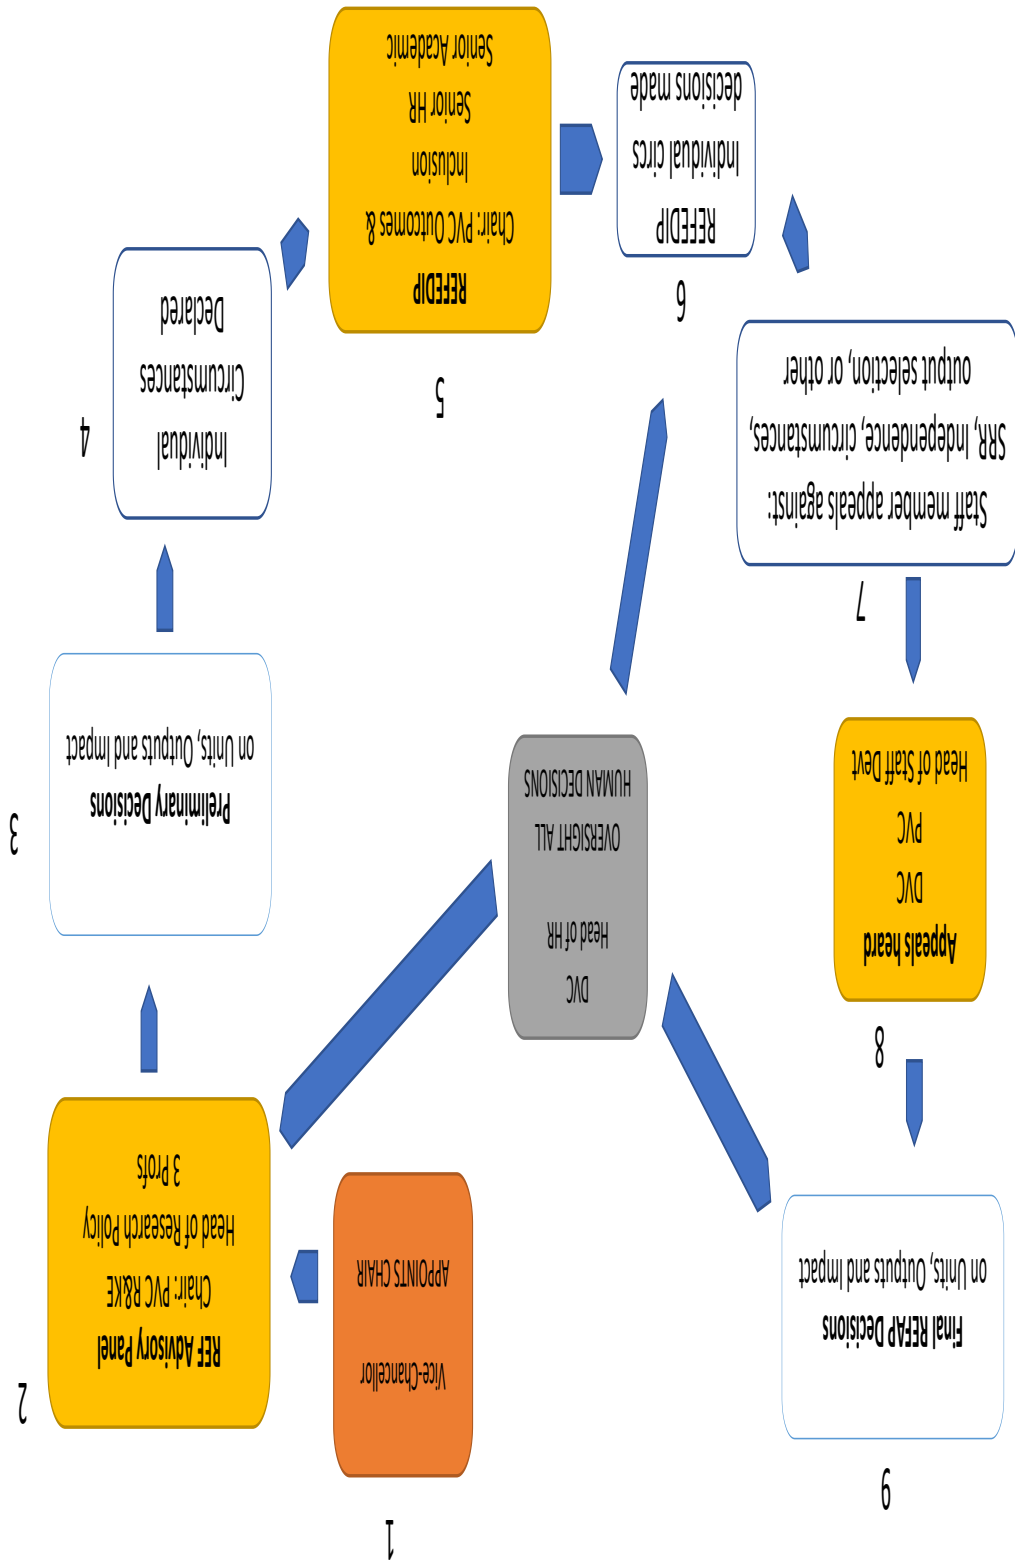 1
Vice-Chancellor
APPOINTS CHAIR
2
REF Advisory Panel
Chair: PVC R&KE
Head of Research Policy
3 Profs
3
Preliminary Decisions
on Units, Outputs and Impact
4
Individual
Circumstances
Declared
5
REFEDIP
Chair: PVC Outcomes &
Inclusion
Senior HR
Senior Academic
6
REFEDIP
Individual circs
decisions made
7
Staff member appeals against:
SRR, Independence, circumstances,
output selection, or other
8
Appeals heard
DVC
PVC
Head of Staff Devt
9
Final REFAP Decisions
on Units, Outputs and Impact
DVC
Head of HR
OVERSIGHT ALL
HUMAN DECISIONS